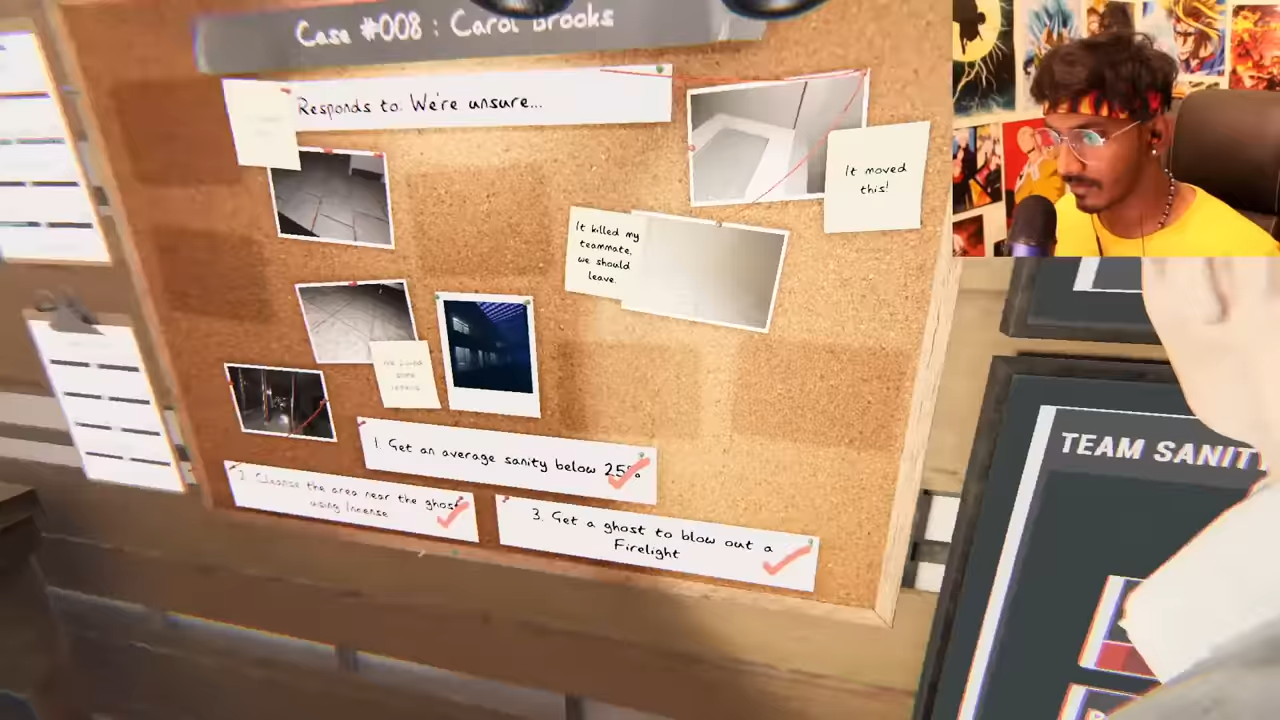 Case #008 : Carol Brooks
Responds to: We're unsure...
It moved
this!
It killed my
teammate,
we should
leave.
1. Get an average sanity below 25%
2. Cleanse the area near the ghost
using Incense
3. Get a ghost to blow out a
Firelight
TEAM SANITY